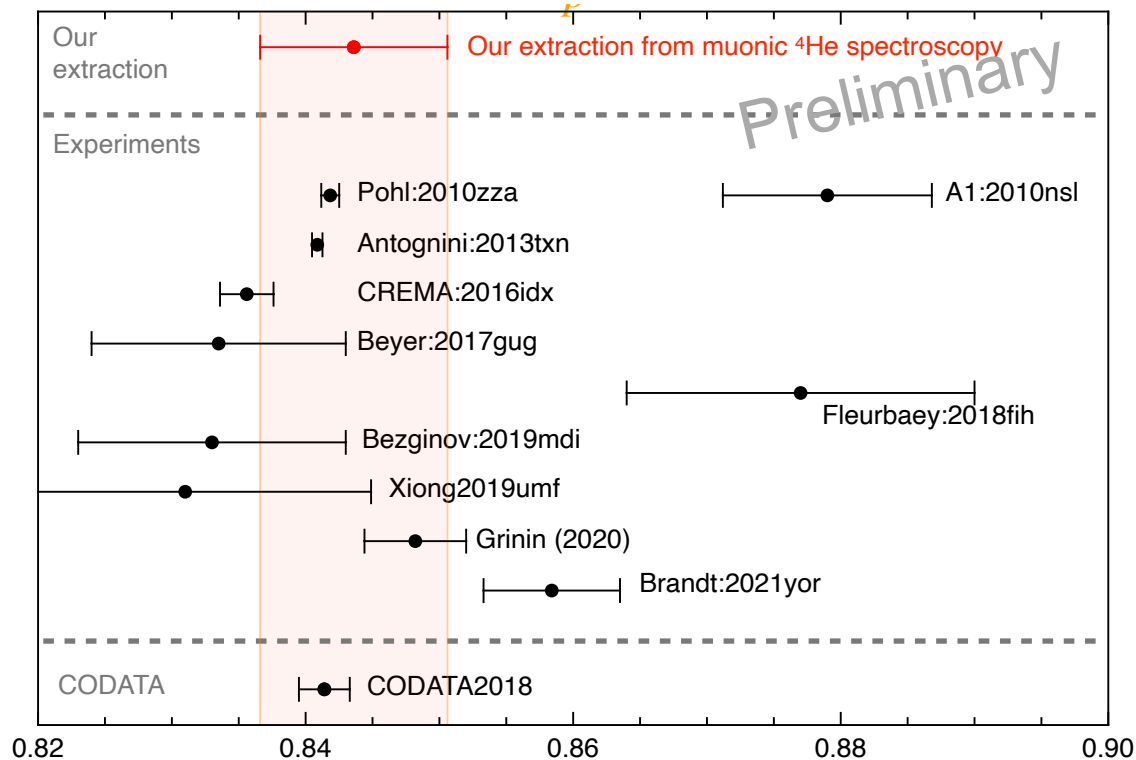 p
Our
extraction
Our extraction from muonic ⁴He spectroscopy
Preliminary
Experiments
Pohl:2010zza
A1:2010nsl
Antognini:2013txn
CREMA:2016idx
Beyer:2017gug
Fleurbaey:2018fih
Bezginov:2019mdi
Xiong2019umf
Grinin (2020)
Brandt:2021yor
CODATA
CODATA2018
0.82 0.84 0.86 0.88 0.90